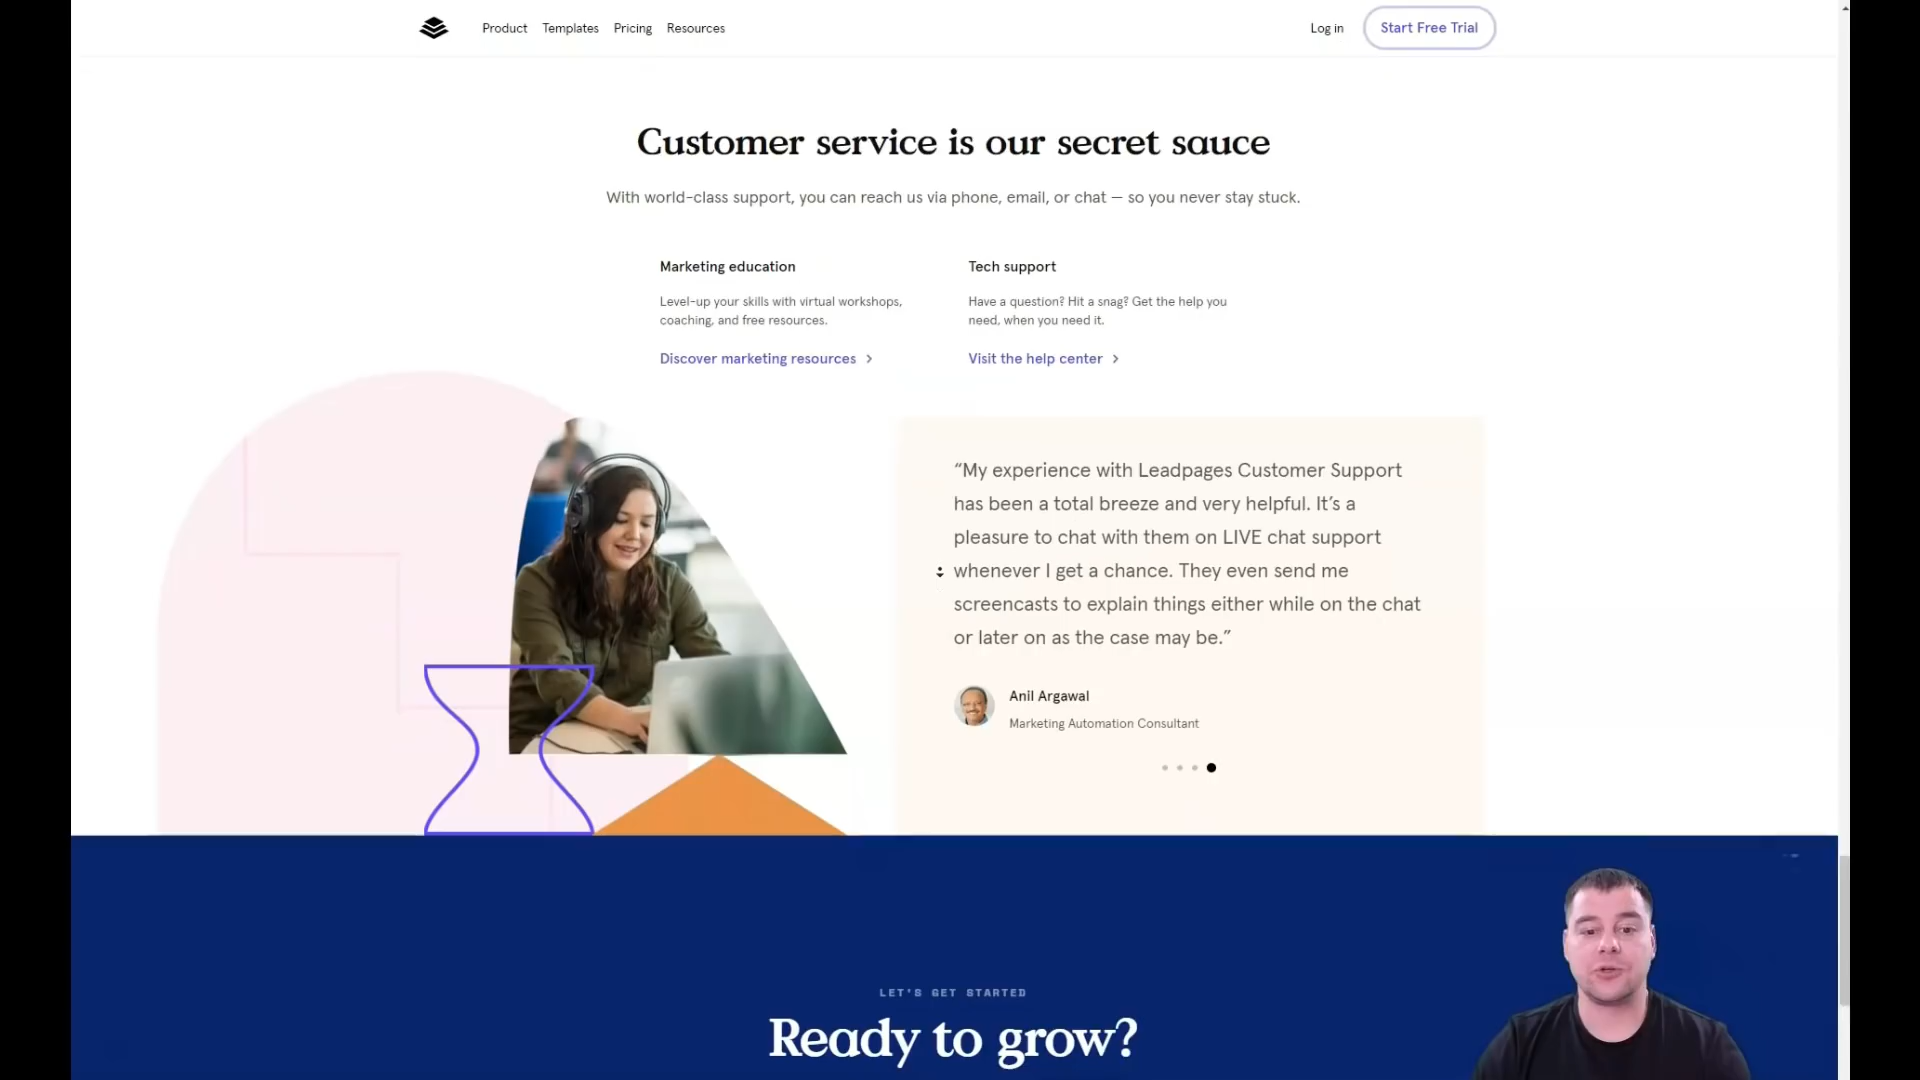 Product Templates Pricing Resources Log in Start Free Trial
Customer service is our secret sauce
With world-class support, you can reach us via phone, email, or chat — so you never stay stuck.
Marketing education
Level-up your skills with virtual workshops,
coaching, and free resources.
Discover marketing resources
Tech support
Have a question? Hit a snag? Get the help you
need, when you need it.
Visit the help center
“My experience with Leadpages Customer Support
has been a total breeze and very helpful. It’s a
pleasure to chat with them on LIVE chat support
whenever I get a chance. They even send me
screencasts to explain things either while on the chat
or later on as the case may be.”
Anil Argawal
Marketing Automation Consultant
LET'S GET STARTED
Ready to grow?